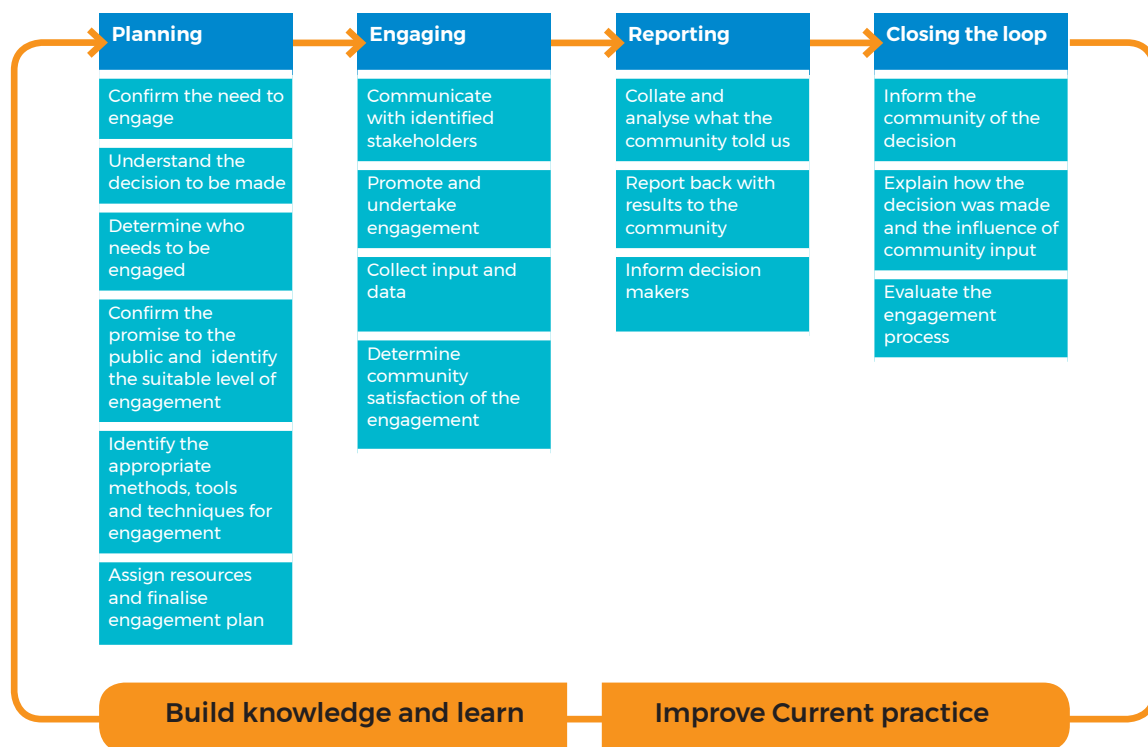 Planning
Confirm the need to
engage
Understand the
decision to be made
Determine who
needs to be
engaged
Confirm the
promise to the
public and identify
the suitable level of
engagement
Identify the
appropriate
methods, tools
and techniques for
engagement
Assign resources
and finalise
engagement plan
Engaging
Communicate
with identified
stakeholders
Promote and
undertake
engagement
Collect input and
data
Determine
community
satisfaction of the
engagement
Reporting
Collate and
analyse what the
community told us
Report back with
results to the
community
Inform decision
makers
Closing the loop
Inform the
community of the
decision
Explain how the
decision was made
and the influence of
community input
Evaluate the
engagement
process
Build knowledge and learn
Improve Current practice